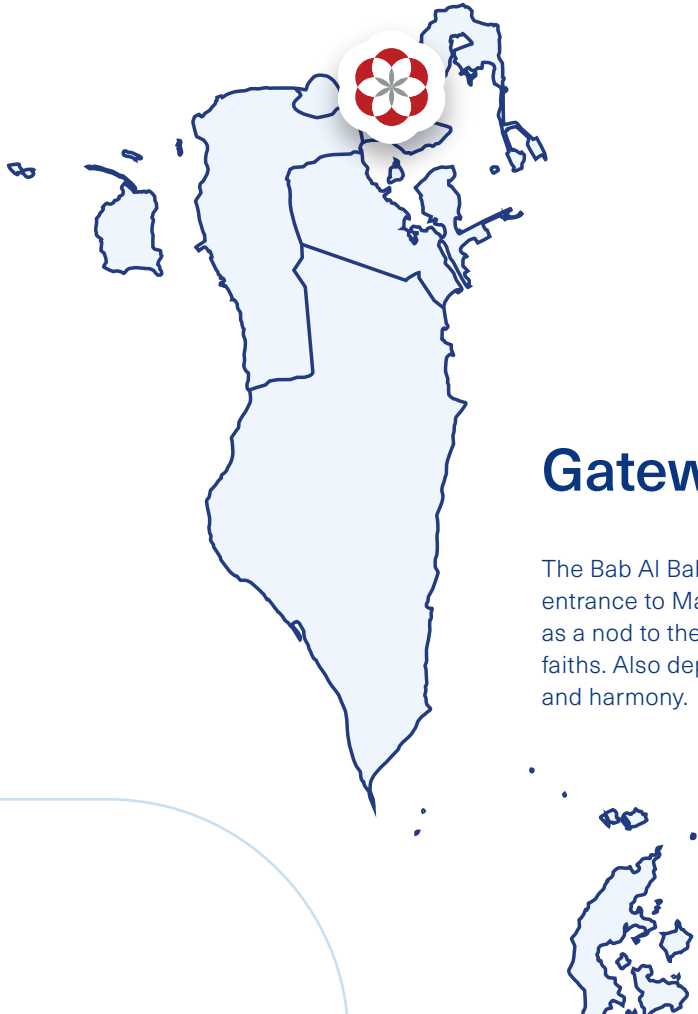 Gatew
The Bab Al Bal
entrance to Ma
as a nod to the
faiths. Also dep
and harmony.